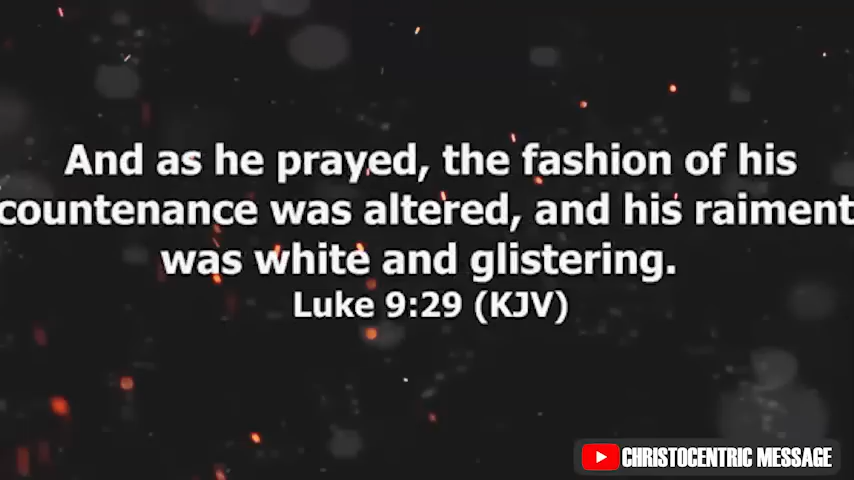 And as he prayed, the fashion of his
countenance was altered, and his raiment
was white and glistering.
Luke 9:29 (KJV)
CHRISTOCENTRIC MESSAGE